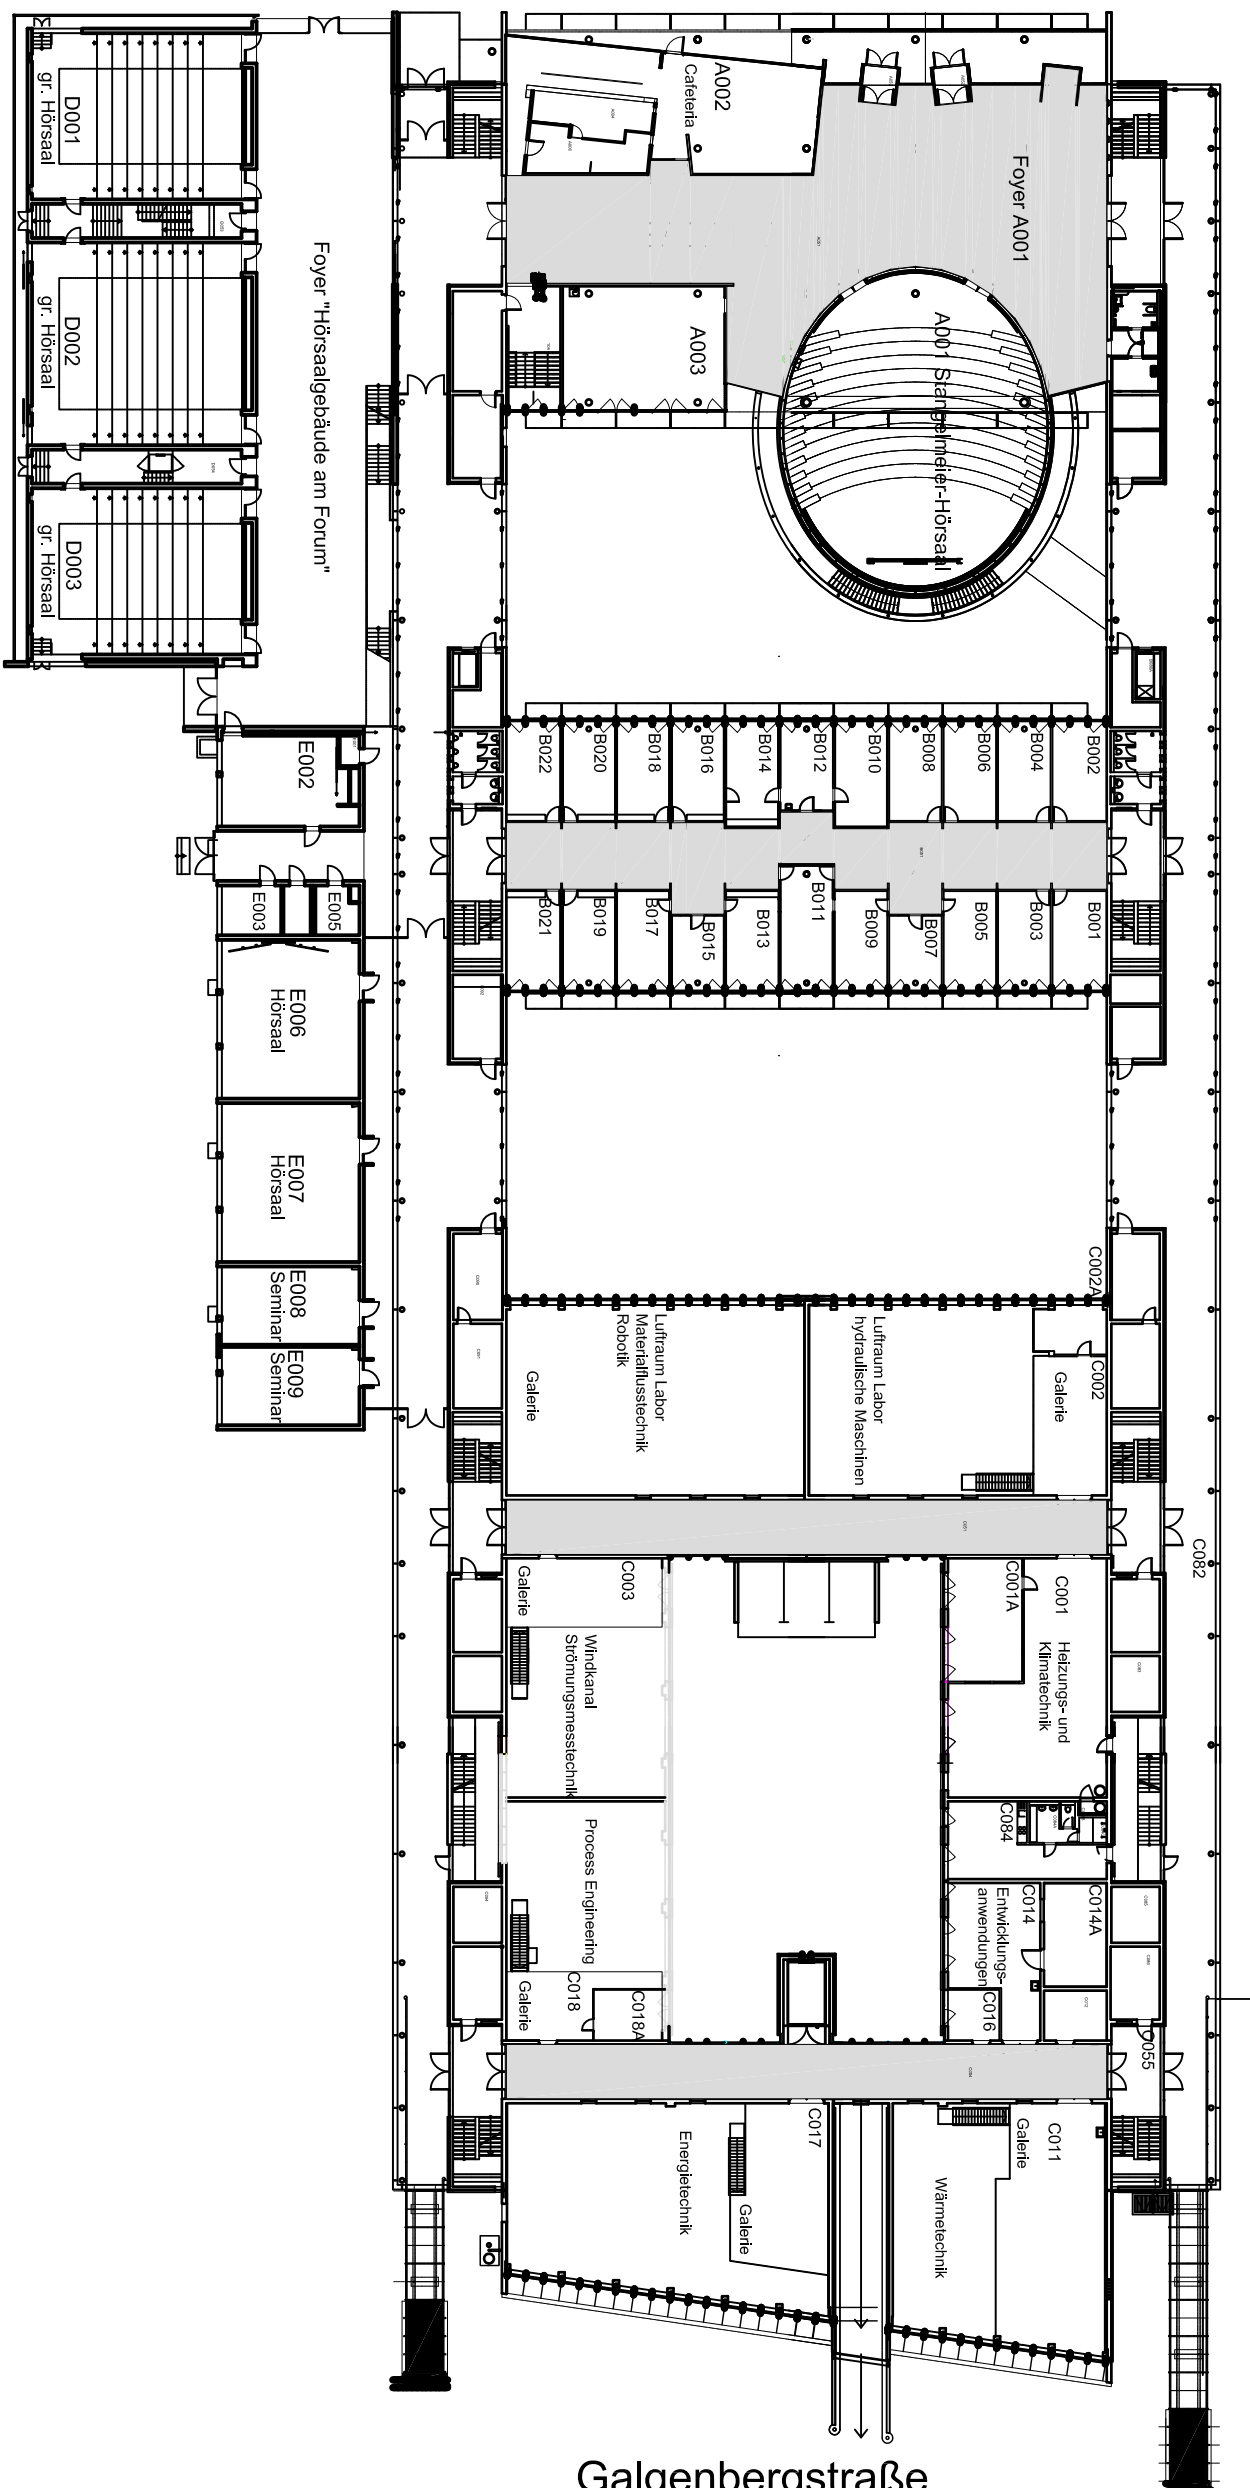 D001
gr. Hörsaal
D002
gr. Hörsaal
D003
gr. Hörsaal
Foyer "Hörsaalgebäude am Forum"
A002
Cafeteria
Foyer A001
A003
A001 Stangelmeier-Hörsaal
E002
E003
E005
E006
Hörsaal
E007
Hörsaal
E008
Seminar
E009
Seminar
B022
B020
B018
B016
B014
B012
B010
B008
B006
B004
B002
B021
B019
B017
B015
B013
B011
B009
B007
B005
B003
B001
C002A
Luftraum Labor
Materialflusstechnik
Robotik
Galerie
Luftraum Labor
hydraulische Maschinen
C002
Galerie
C082
C003
Galerie
Windkanal
Strömungsmesstechnik
C001A
C001
Heizungs- und
Klimatechnik
C084
Process Engineering
C018
C018A
Galerie
C014
Entwicklungs-
anwendungen
C014A
C016
C055
C017
Energietechnik
Galerie
C011
Galerie
Wärmetechnik
Galgenbergstraße